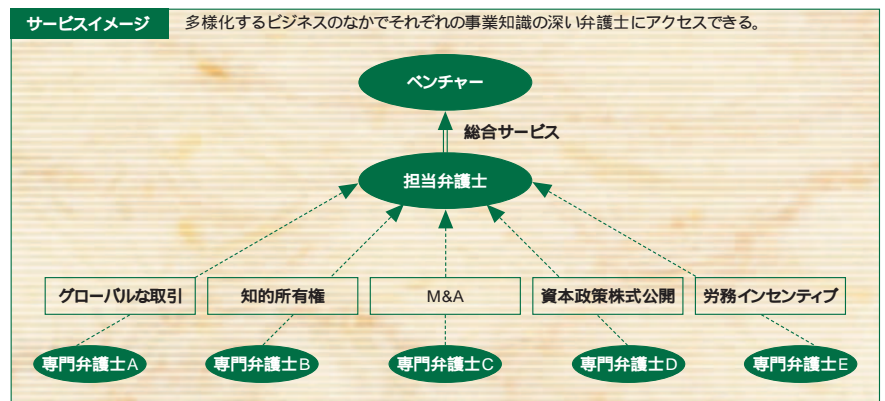 サービスイメージ
多様化するビジネスのなかでそれぞれの事業知識の深い弁護士にアクセスできる。
ベンチャー
総合サービス
担当弁護士
グローバルな取引
知的所有権
M&A
資本政策株式公開
労務インセンティブ
専門弁護士A
専門弁護士B
専門弁護士C
専門弁護士D
専門弁護士E